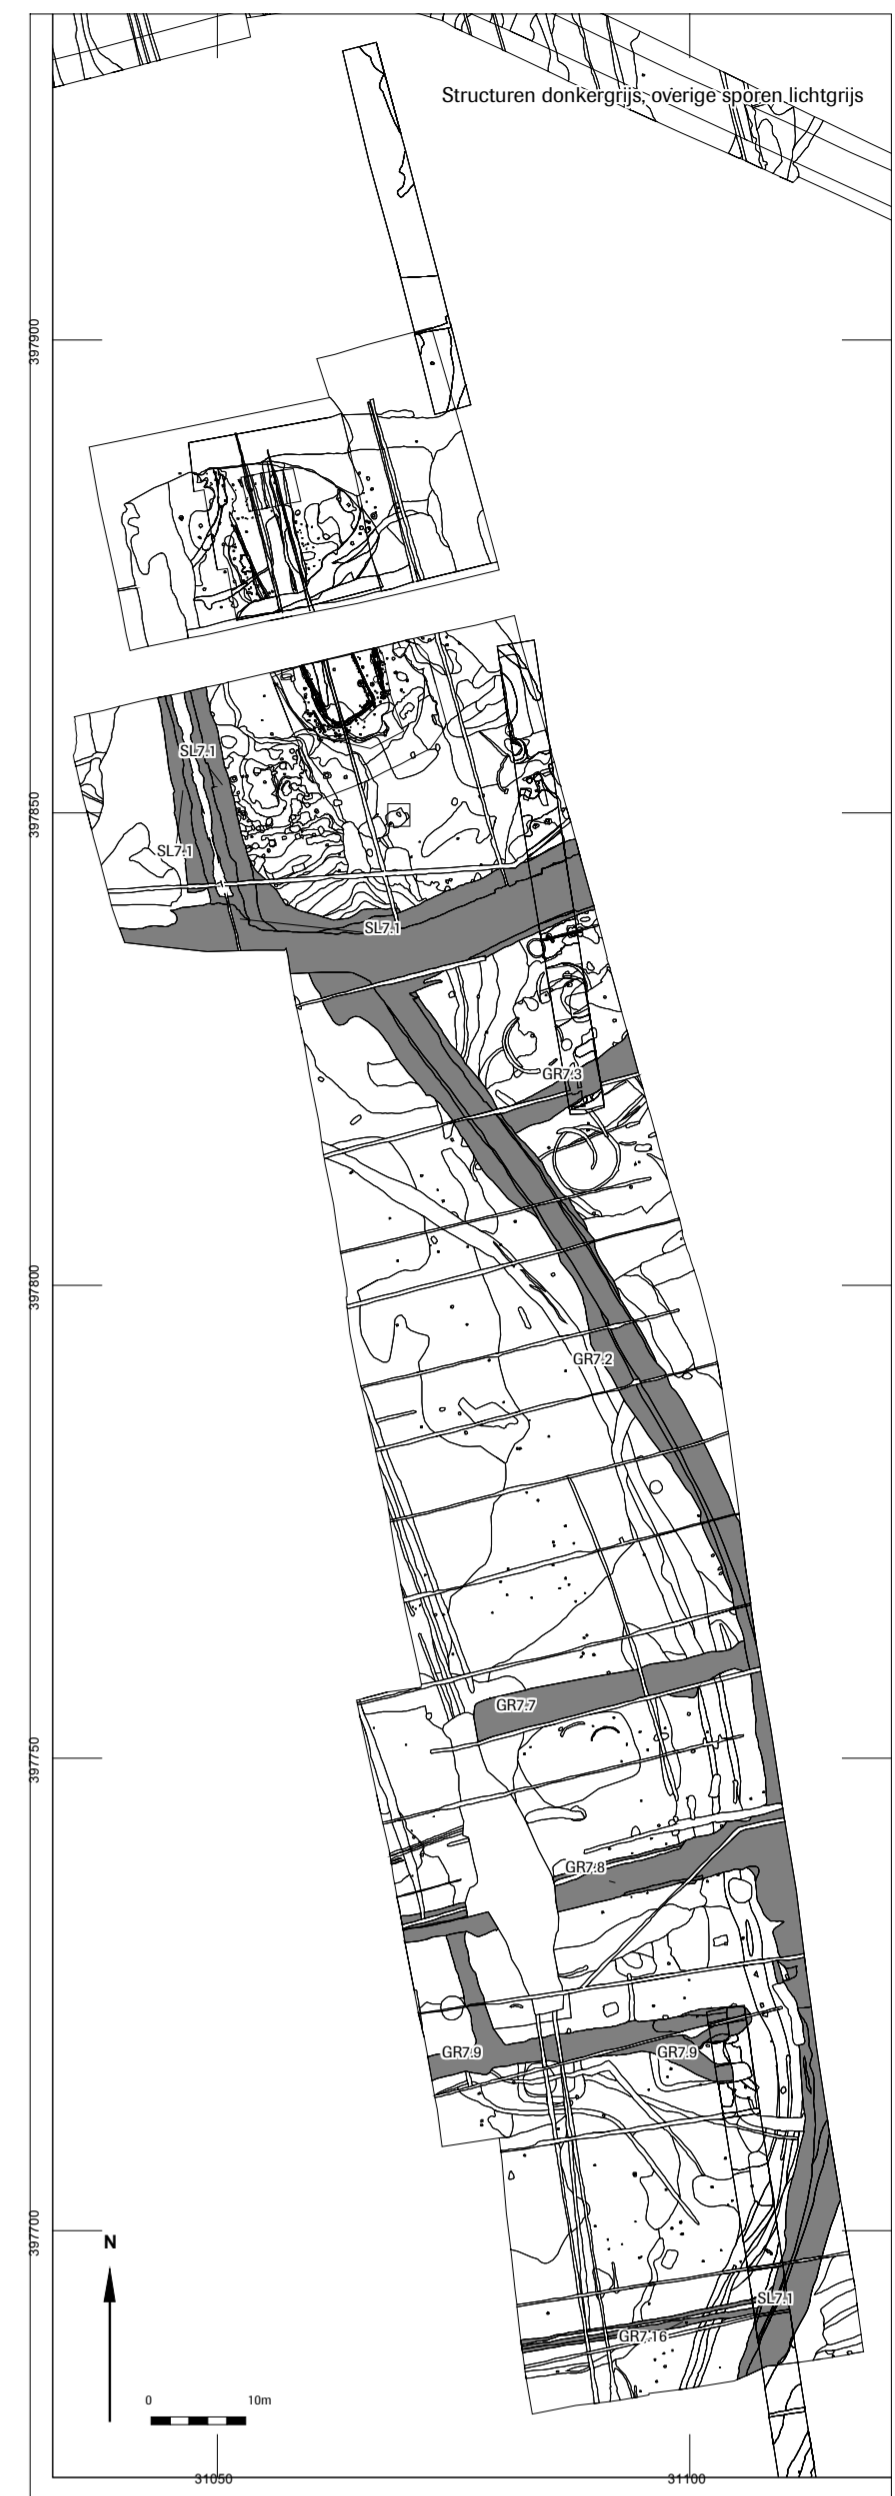 Structuren donkergrijs, overige sporen lichtgrijs
397900
SL7.1
397850
SL7.1
SL7.1
GR7.3
397800
GR7.2
GR7.7
397750
GR7.8
GR7.9
GR7.9
397700
N
SL7.1
GR7.16
0 10m
31050 31100